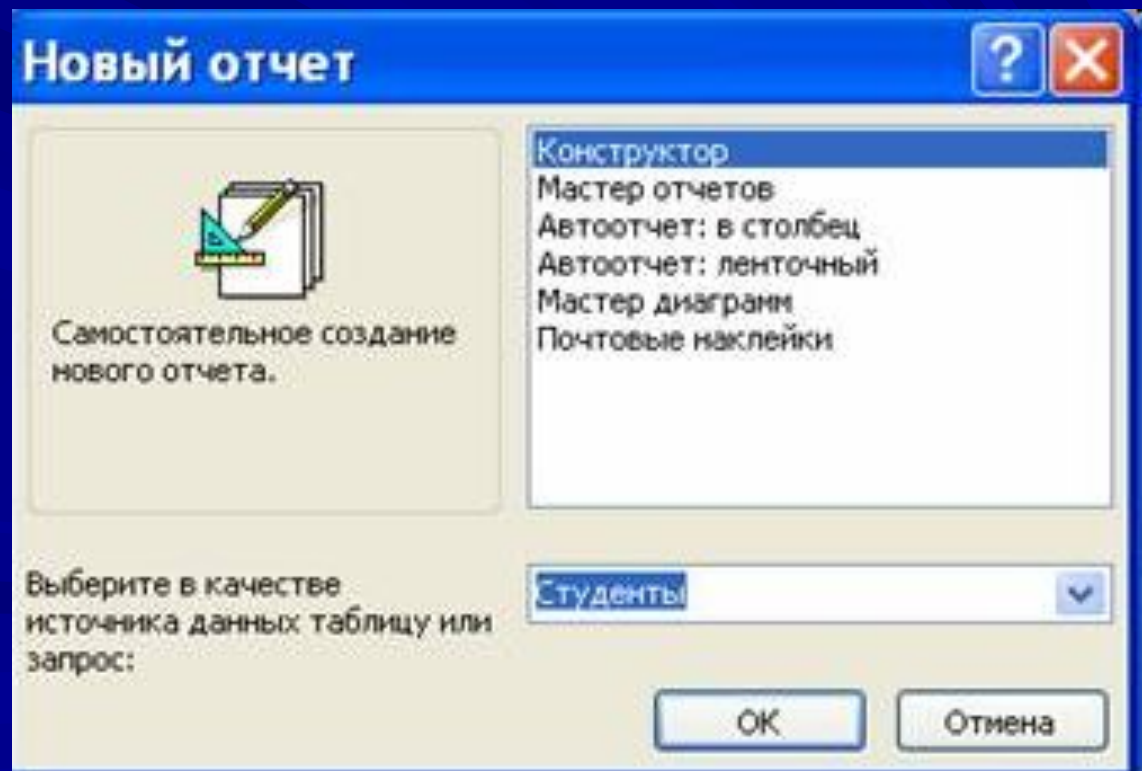 Новый отчет
Конструктор
Мастер отчетов
Автоотчет: в столбец
Автоотчет: ленточный
Мастер диаграмм
Почтовые наклейки
Самостоятельное создание
нового отчета.
Выберите в качестве
источника данных таблицу или
запрос:
Студенты
ОК
Отмена